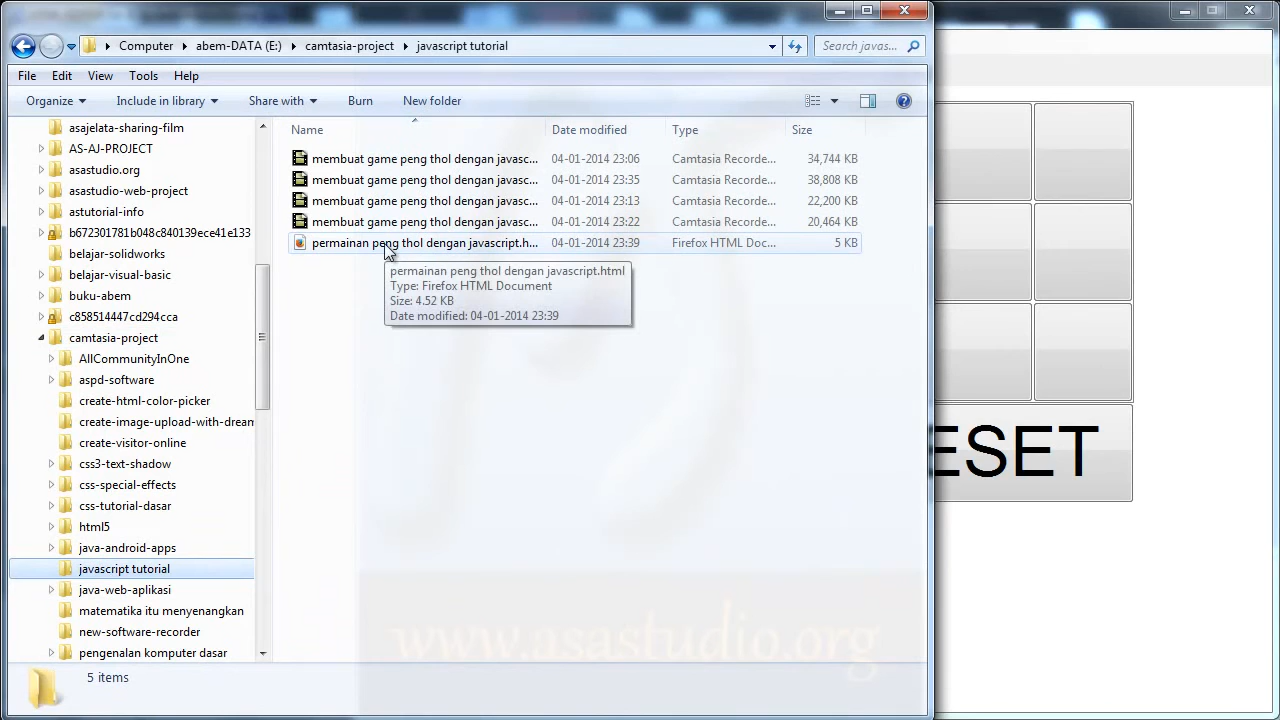 Computer abem-DATA (E:) camtasia-project javascript tutorial
Search javas...
File Edit View Tools Help
Organize Include in library Share with Burn New folder
Name Date modified Type Size
asajelata-sharing-film
AS-AJ-PROJECT
asastudio.org
asastudio-web-project
astutorial-info
b672301781b048c840139ece41e133
belajar-solidworks
belajar-visual-basic
buku-abem
c858514447cd294cca
camtasia-project
AllCommunityInOne
aspd-software
create-html-color-picker
create-image-upload-with-dream
create-visitor-online
css3-text-shadow
css-special-effects
css-tutorial-dasar
html5
java-android-apps
javascript tutorial
java-web-aplikasi
matematika itu menyenangkan
new-software-recorder
pengenalan komputer dasar
membuat game peng thol dengan javasc... 04-01-2014 23:06 Camtasia Recorde... 34,744 KB
membuat game peng thol dengan javasc... 04-01-2014 23:35 Camtasia Recorde... 38,808 KB
membuat game peng thol dengan javasc... 04-01-2014 23:13 Camtasia Recorde... 22,200 KB
membuat game peng thol dengan javasc... 04-01-2014 23:22 Camtasia Recorde... 20,464 KB
permainan peng thol dengan javascript.h... 04-01-2014 23:39 Firefox HTML Doc... 5 KB
permainan peng thol dengan javascript.html
Type: Firefox HTML Document
Size: 4.52 KB
Date modified: 04-01-2014 23:39
ESET
www.asastudio.org
5 items